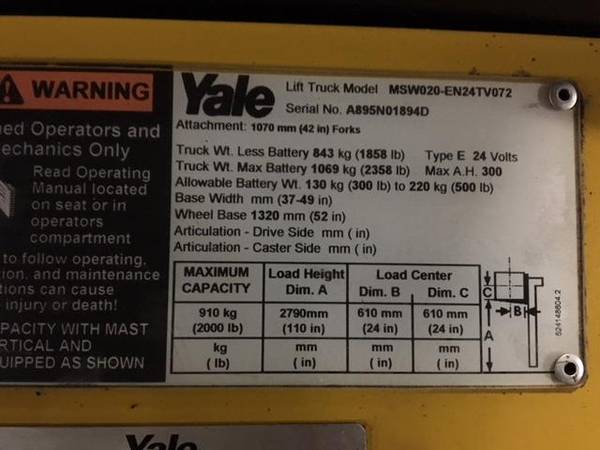 WARNING
ned Operators and
echanics Only
Read Operating
Manual located
on seat or in
operators
compartment
to follow operating,
ion, and maintenance
tions can cause
injury or death!
PACITY WITH MAST
RTICAL AND
UIPPED AS SHOWN
Yale
Lift Truck Model MSW020-EN24TV072
Serial No. A895N01894D
Attachment: 1070 mm (42 in) Forks
Truck Wt. Less Battery 843 kg (1858 lb) Type E 24 Volts
Truck Wt. Max Battery 1069 kg (2358 lb) Max A.H. 300
Allowable Battery Wt. 130 kg (300 lb) to 220 kg (500 lb)
Base Width mm (37-49 in)
Wheel Base 1320 mm (52 in)
Articulation - Drive Side mm ( in)
Articulation - Caster Side mm ( in)
MAXIMUM CAPACITY
Load Height Dim. A
Load Center
Dim. B Dim. C
910 kg 2790mm 610 mm 610 mm
(2000 lb) (110 in) (24 in) (24 in)
kg mm mm mm
( lb) ( in) ( in) ( in)
C
B
A
524148604 2
Yale